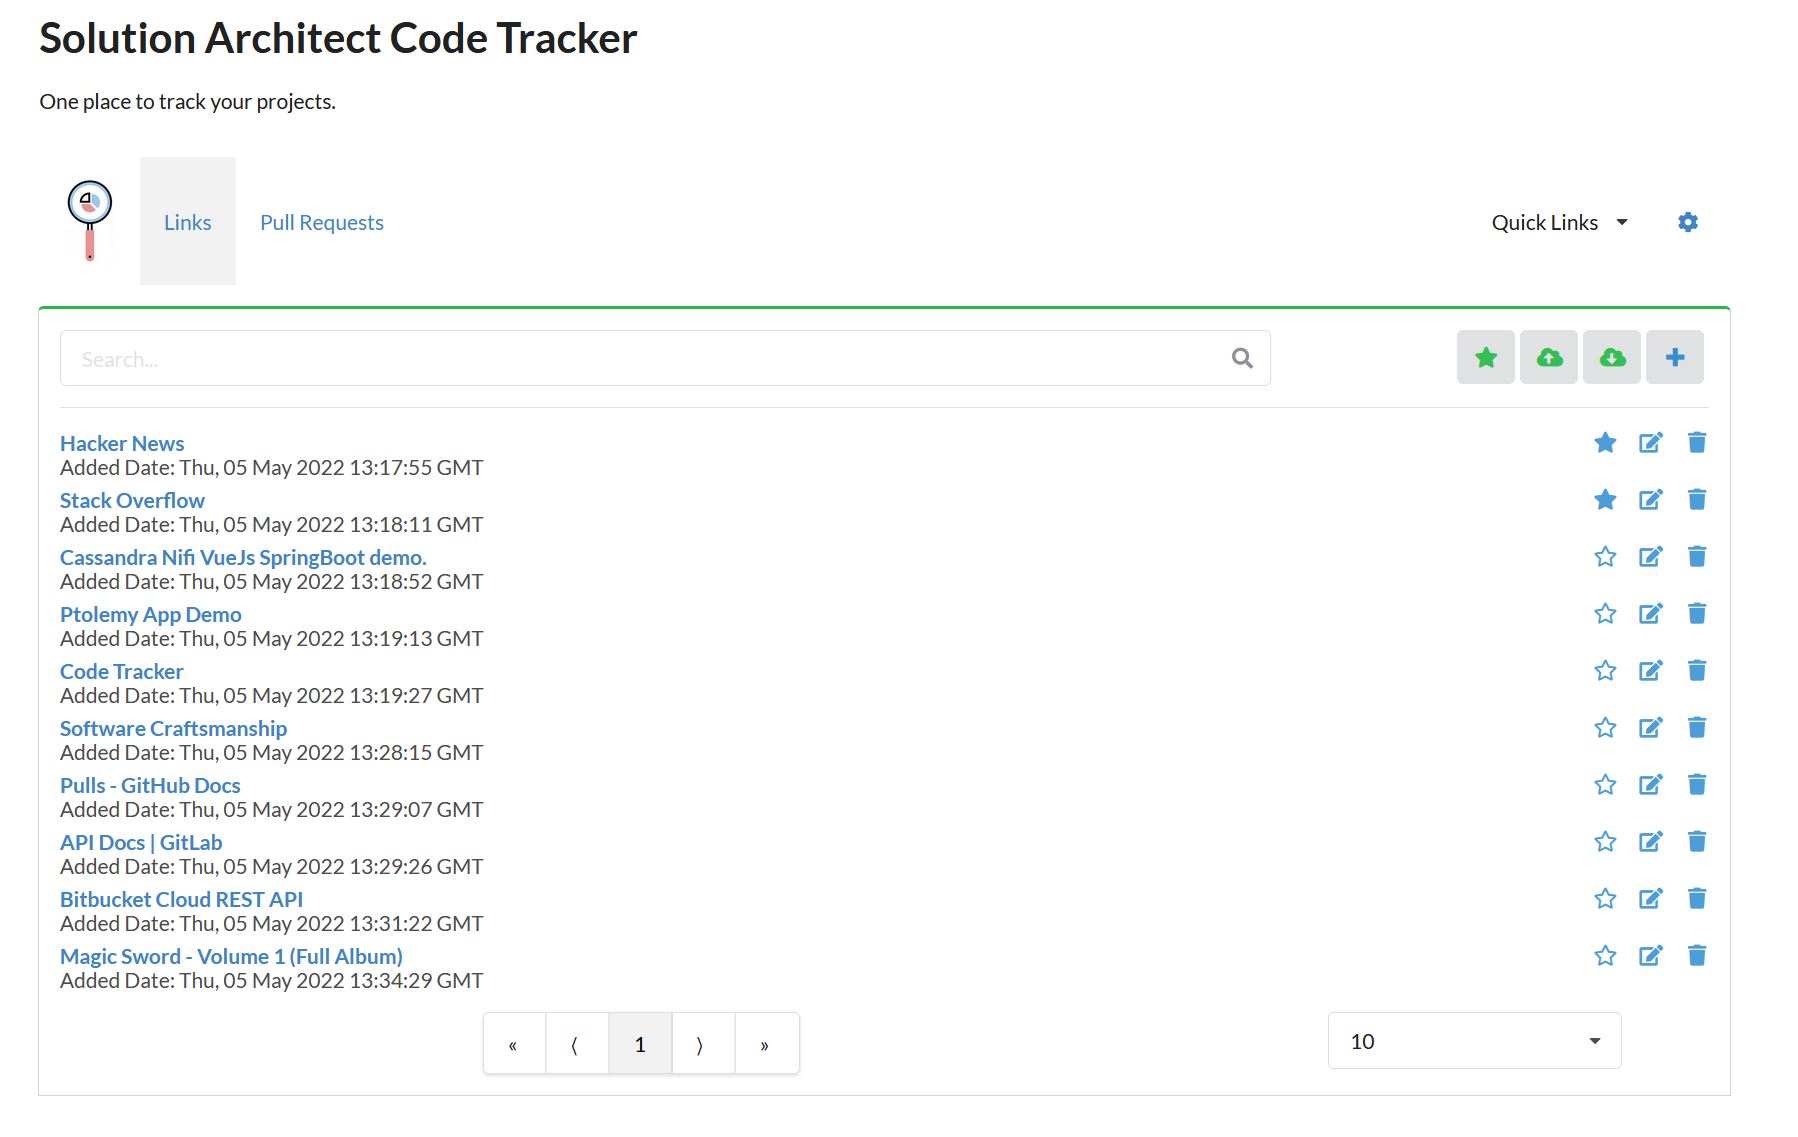 Solution Architect Code Tracker
One place to track your projects.
Links
Pull Requests
Quick Links
Search...
Hacker News
Added Date: Thu, 05 May 2022 13:17:55 GMT
Stack Overflow
Added Date: Thu, 05 May 2022 13:18:11 GMT
Cassandra Nifi VueJs SpringBoot demo.
Added Date: Thu, 05 May 2022 13:18:52 GMT
Ptolemy App Demo
Added Date: Thu, 05 May 2022 13:19:13 GMT
Code Tracker
Added Date: Thu, 05 May 2022 13:19:27 GMT
Software Craftsmanship
Added Date: Thu, 05 May 2022 13:28:15 GMT
Pulls - GitHub Docs
Added Date: Thu, 05 May 2022 13:29:07 GMT
API Docs | GitLab
Added Date: Thu, 05 May 2022 13:29:26 GMT
Bitbucket Cloud REST API
Added Date: Thu, 05 May 2022 13:31:22 GMT
Magic Sword - Volume 1 (Full Album)
Added Date: Thu, 05 May 2022 13:34:29 GMT
« ⟨ 1 ⟩ »
10